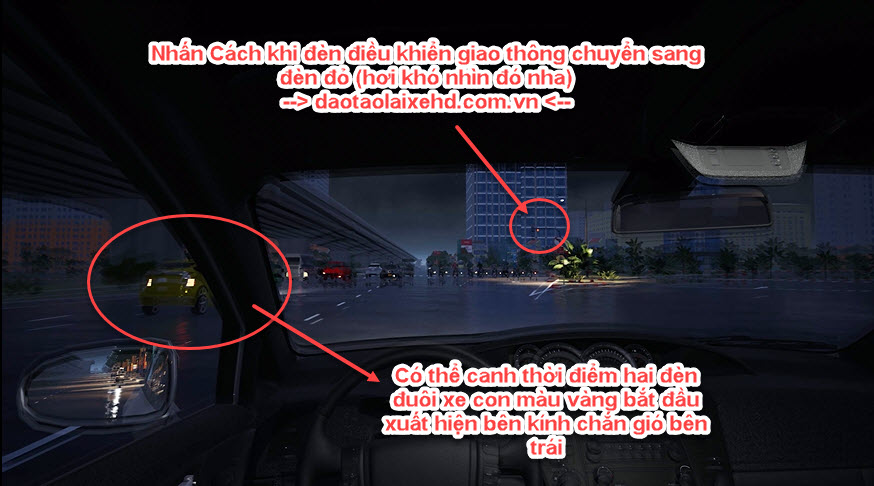 Nhấn Cách khi đèn điều khiển giao thông chuyển sang
đèn đỏ (hơi khó nhìn đó nha)
--> daotaolaixehd.com.vn <--
Có thể canh thời điểm hai đèn
đuôi xe con màu vàng bắt đầu
xuất hiện bên kính chắn gió bên
trái